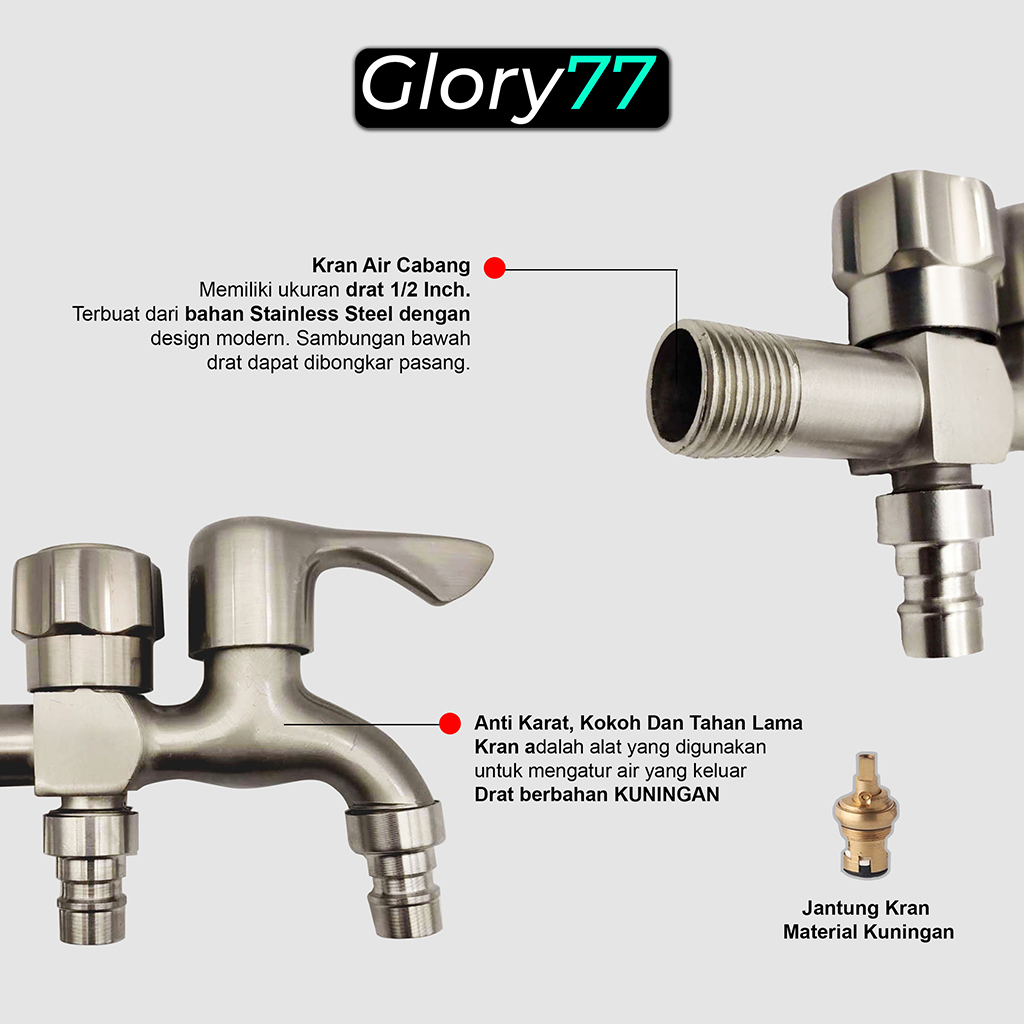 Glory77
Kran Air Cabang
Memiliki ukuran drat 1/2 Inch.
Terbuat dari bahan Stainless Steel dengan
design modern. Sambungan bawah
drat dapat dibongkar pasang.
Anti Karat, Kokoh Dan Tahan Lama
Kran adalah alat yang digunakan
untuk mengatur air yang keluar
Drat berbahan KUNINGAN
Jantung Kran
Material Kuningan